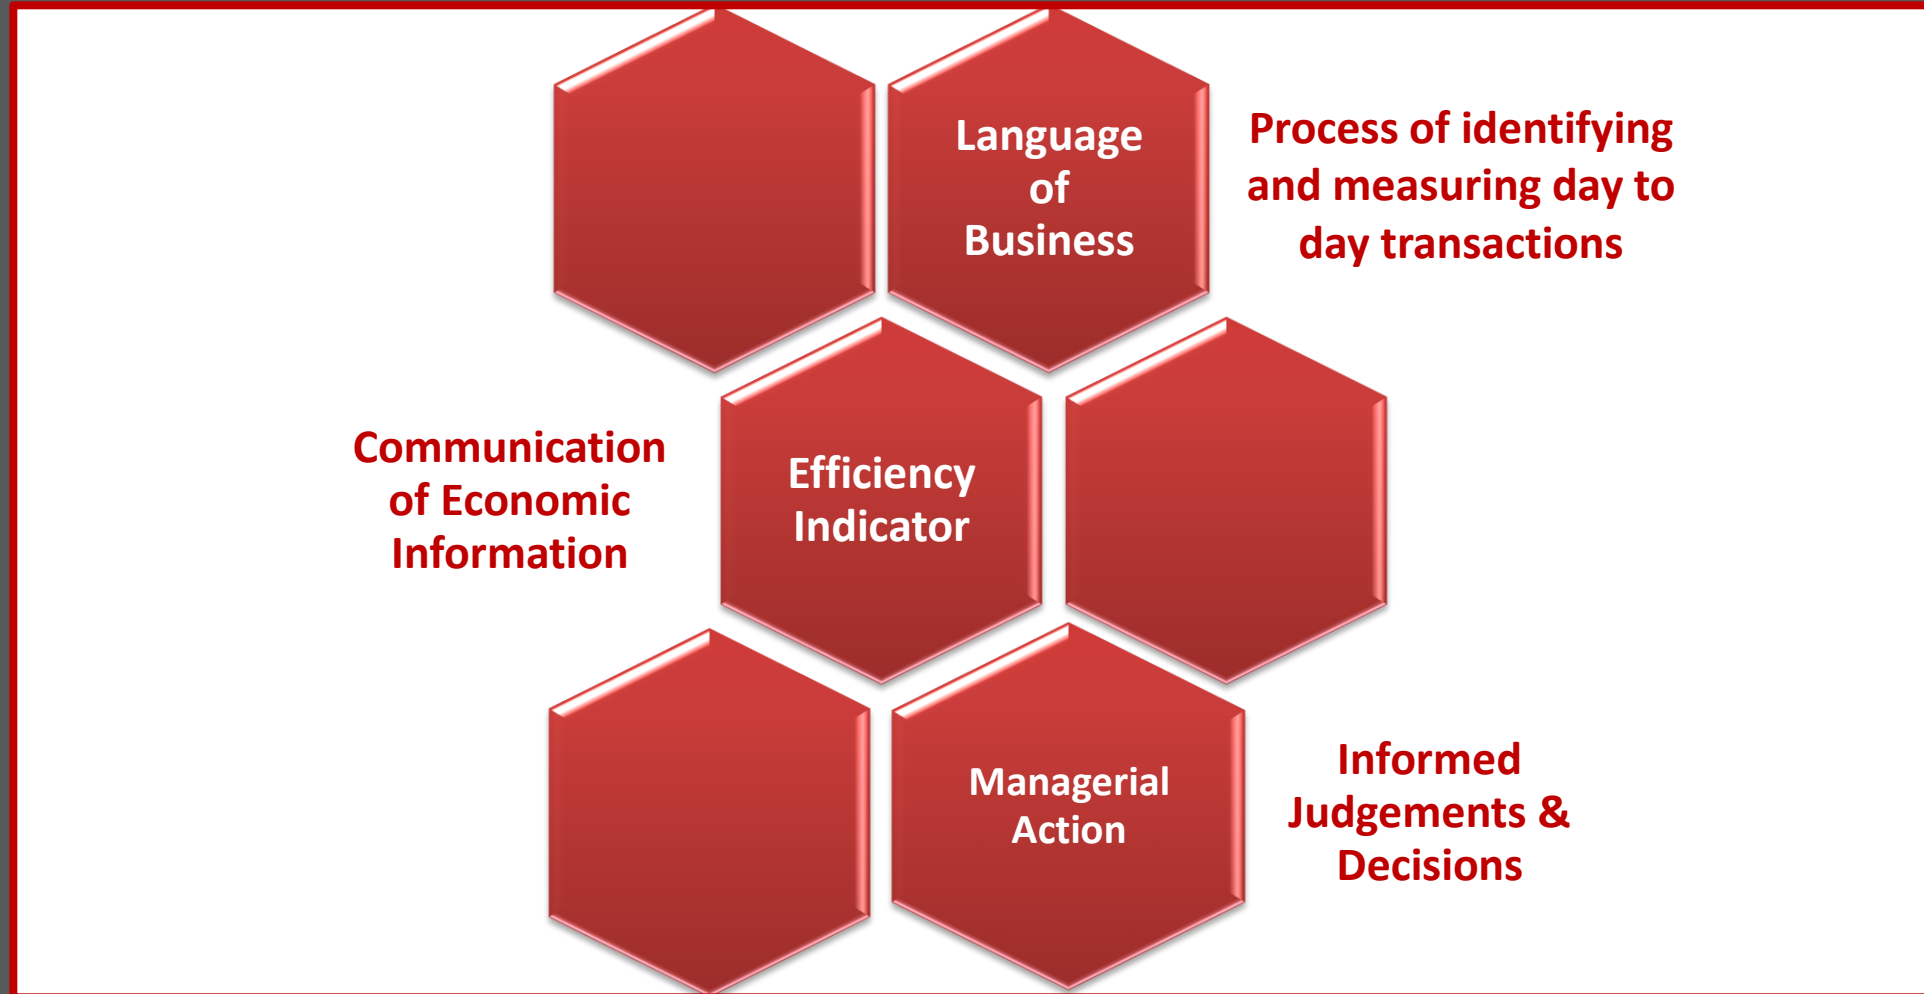 Language
of
Business
Process of identifying
and measuring day to
day transactions
Communication
of Economic
Information
Efficiency
Indicator
Managerial
Action
Informed
Judgements &
Decisions